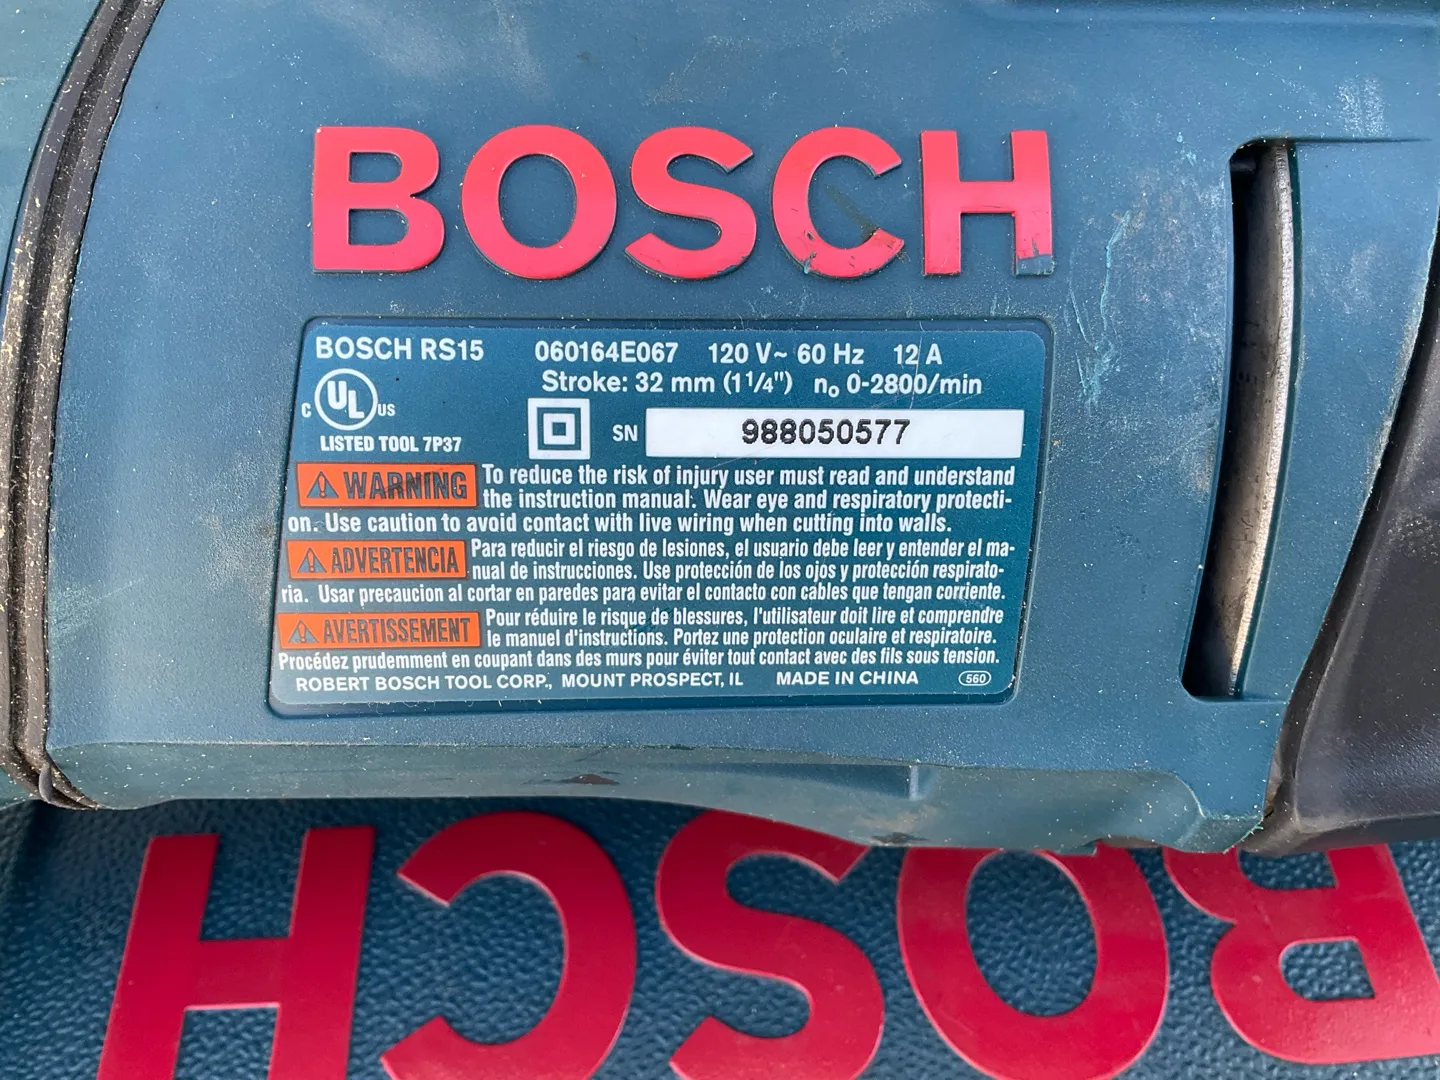 BOSCH
BOSCH RS15 060164E067 120 V~ 60 Hz 12 A
Stroke: 32 mm (1 1/4") n₀ 0-2800/min
C UL US
LISTED TOOL 7P37
SN 988050577
WARNING To reduce the risk of injury user must read and understand
the instruction manual. Wear eye and respiratory protecti-
on. Use caution to avoid contact with live wiring when cutting into walls.
ADVERTENCIA Para reducir el riesgo de lesiones, el usuario debe leer y entender el ma-
nual de instrucciones. Use protección de los ojos y protección respirato-
ria. Usar precaucion al cortar en paredes para evitar el contacto con cables que tengan corriente.
AVERTISSEMENT Pour réduire le risque de blessures, l'utilisateur doit lire et comprendre
le manuel d'instructions. Portez une protection oculaire et respiratoire.
Procédez prudemment en coupant dans des murs pour éviter tout contact avec des fils sous tension.
ROBERT BOSCH TOOL CORP., MOUNT PROSPECT, IL MADE IN CHINA 560
BOSCH